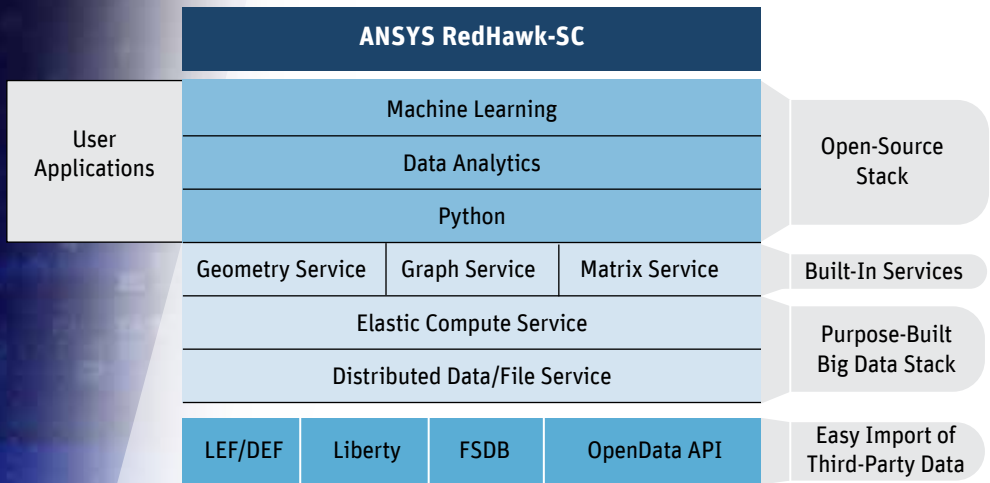 ANSYS RedHawk-SC
User
Applications
Machine Learning
Data Analytics
Python
Open-Source
Stack
Geometry Service
Graph Service
Matrix Service
Built-In Services
Elastic Compute Service
Distributed Data/File Service
Purpose-Built
Big Data Stack
LEF/DEF
Liberty
FSDB
OpenData API
Easy Import of
Third-Party Data